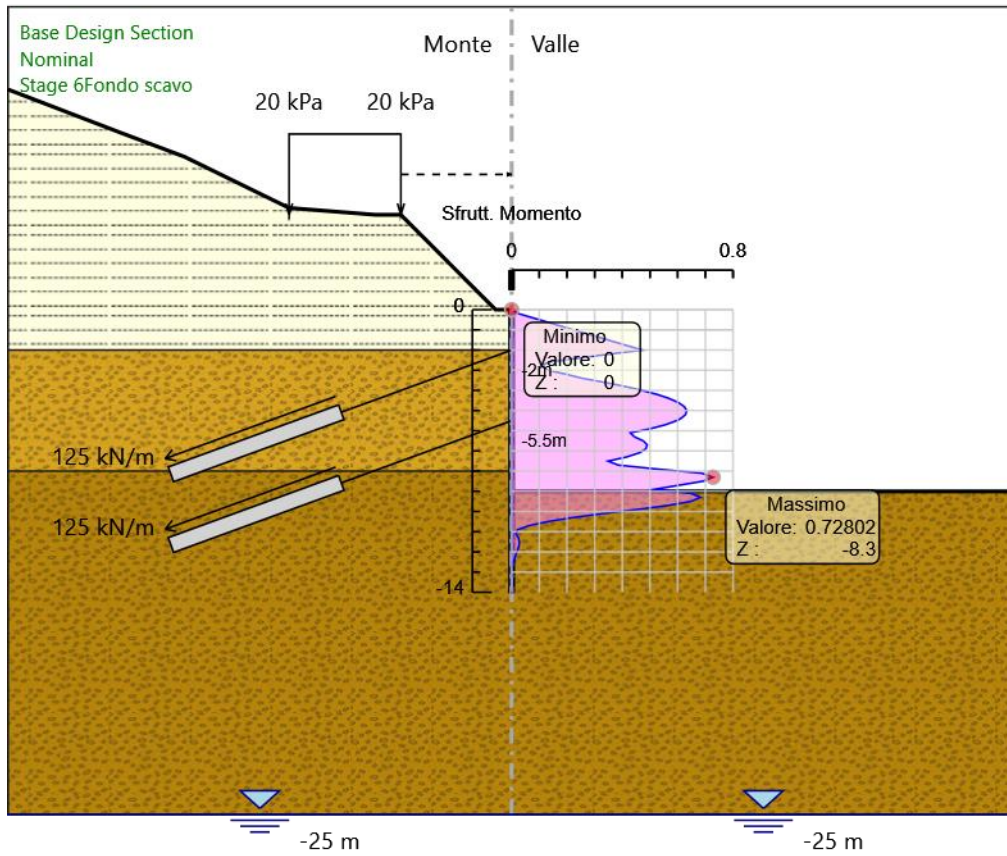 Base Design Section
Nominal
Stage 6Fondo scavo
Monte Valle
20 kPa 20 kPa
Sfrutt. Momento
0 0.8
0
Minimo
Valore: 0
-2m
Z : 0
-5.5m
125 kN/m
Massimo
Valore: 0.72802
Z : -8.3
125 kN/m
-14
-25 m -25 m